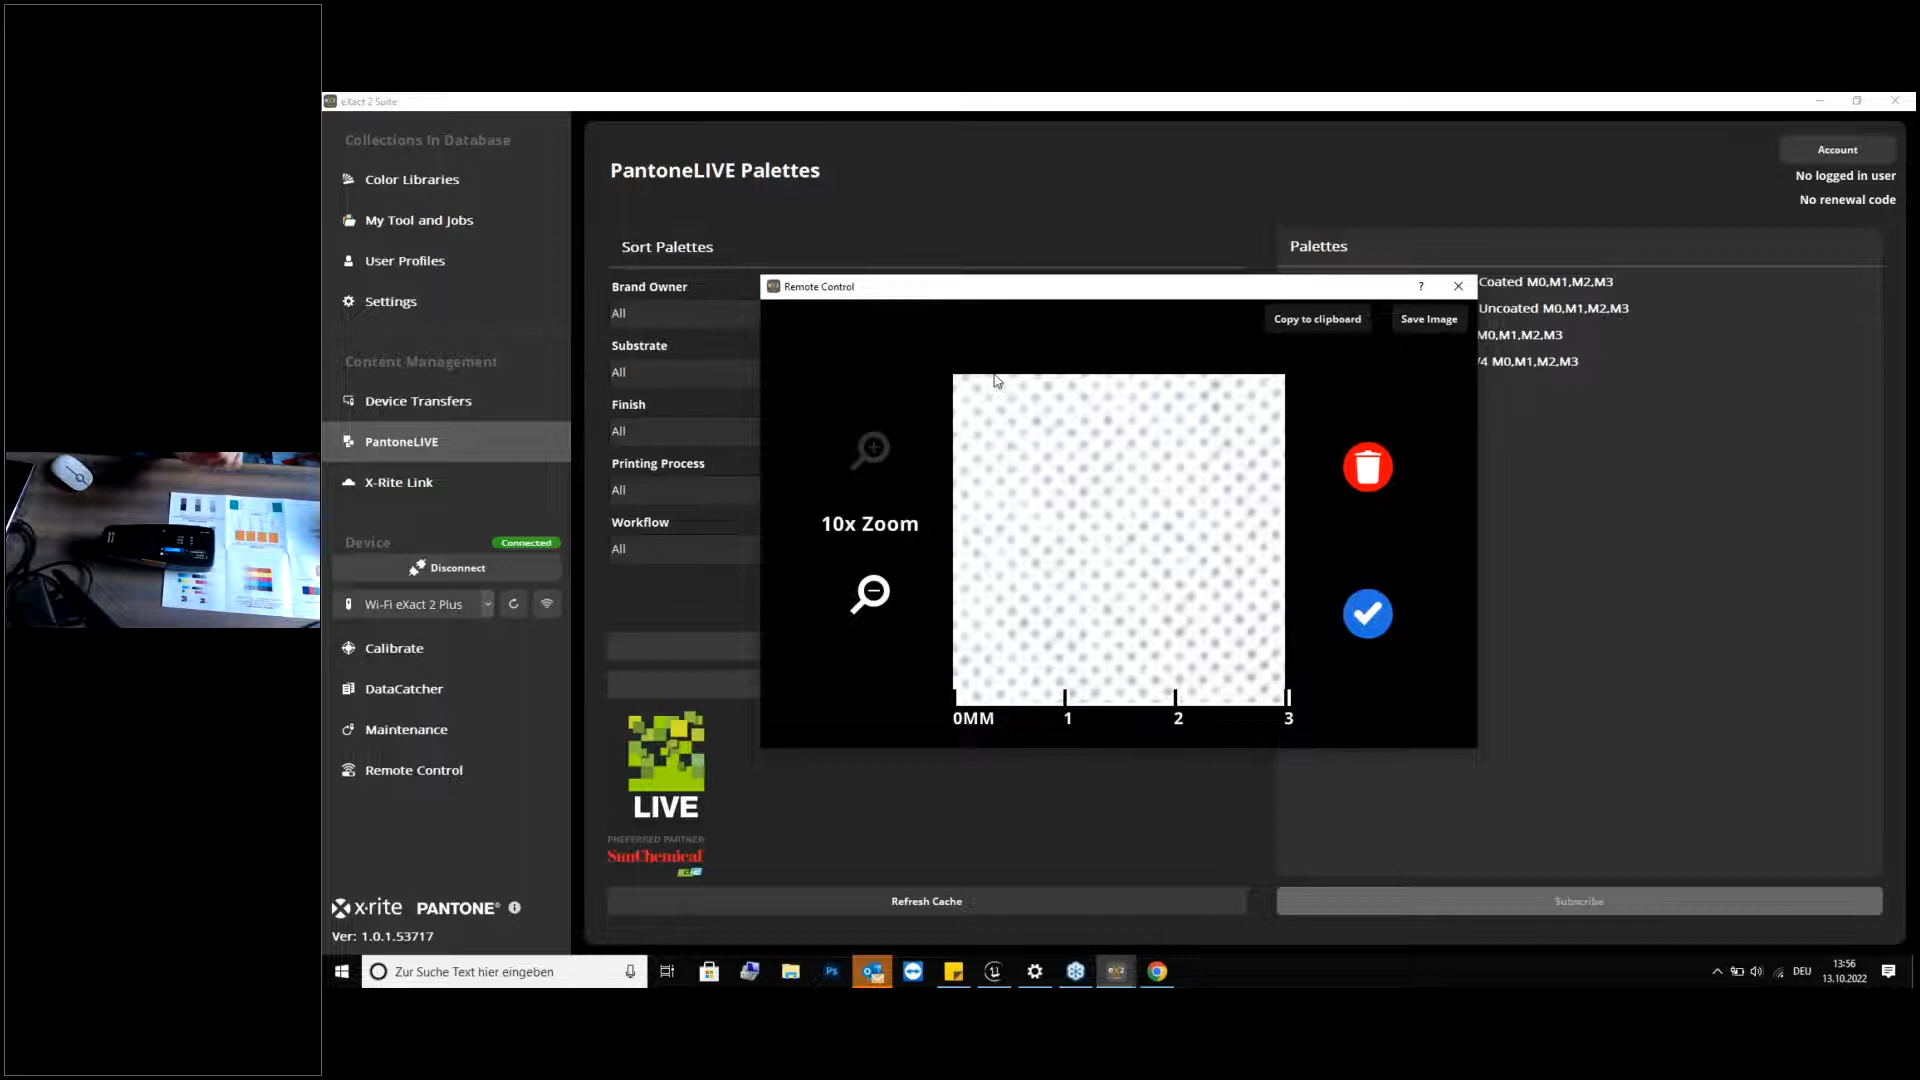 eXact 2 Suite
Collections In Database
Color Libraries
My Tool and Jobs
User Profiles
Settings
Content Management
Device Transfers
PantoneLIVE
X-Rite Link
Device
Connected
Disconnect
Wi-Fi eXact 2 Plus
Calibrate
DataCatcher
Maintenance
Remote Control
x·rite PANTONE®
Ver: 1.0.1.53717
PantoneLIVE Palettes
Account
No logged in user
No renewal code
Sort Palettes
Brand Owner
All
Substrate
All
Finish
All
Printing Process
All
Workflow
All
LIVE
PREFERRED PARTNER
SunChemical
Refresh Cache
Palettes
Coated M0,M1,M2,M3
Uncoated M0,M1,M2,M3
M0,M1,M2,M3
4 M0,M1,M2,M3
Subscribe
Remote Control
?
Copy to clipboard
Save Image
10x Zoom
0MM 1 2 3
Zur Suche Text hier eingeben
Ps
eX2
DEU
13:56
13.10.2022